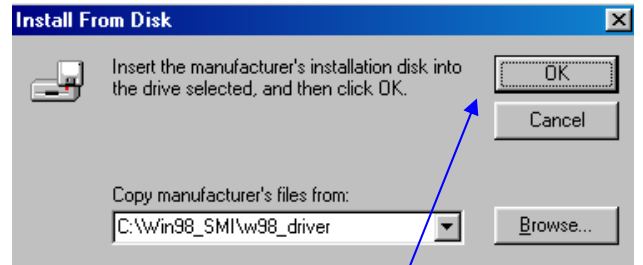 Install From Disk
Insert the manufacturer's installation disk into
the drive selected, and then click OK.
OK
Cancel
Copy manufacturer's files from:
C:\Win98_SMI\w98_driver
Browse...